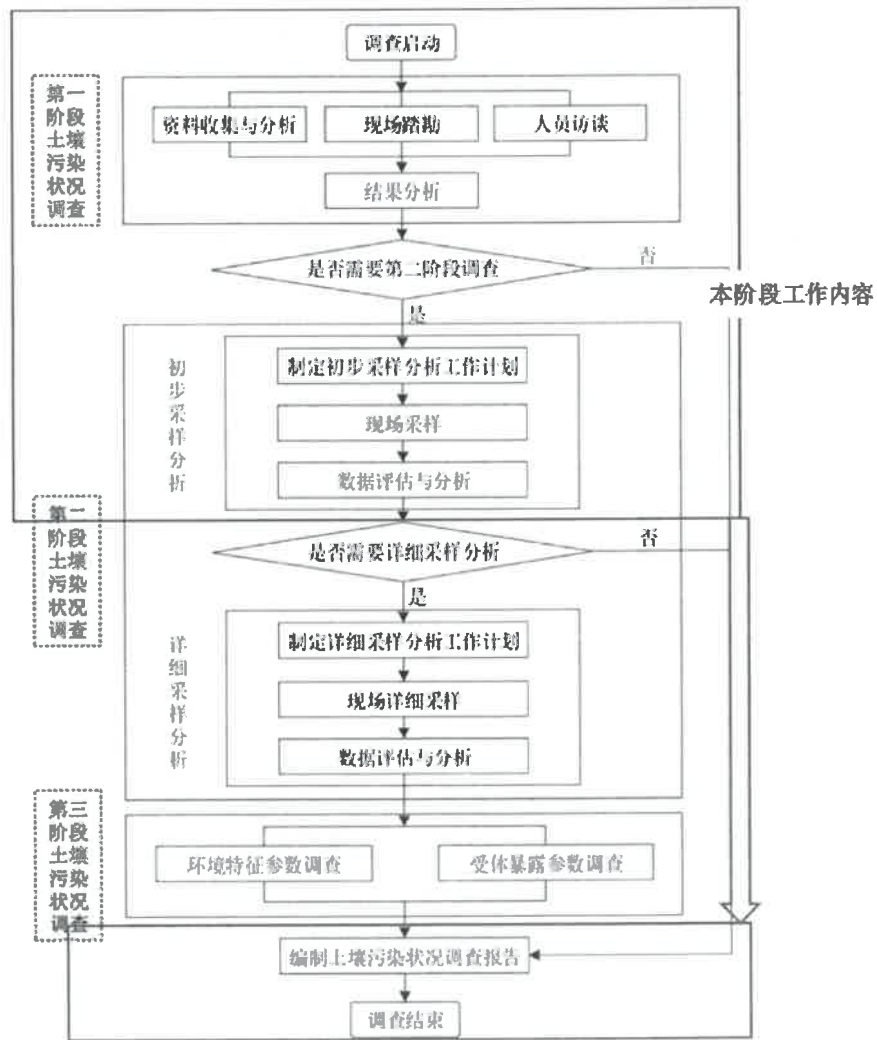 调查启动
第一
阶段
土壤
污染
状况
调查
资料收集与分析
现场踏勘
人员访谈
结果分析
是否需要第二阶段调查
否
本阶段工作内容
是
初
步
采
样
分
析
制定初步采样分析工作计划
现场采样
数据评估与分析
第二
阶段
土壤
污染
状况
调查
是否需要详细采样分析
否
是
详
细
采
样
分
析
制定详细采样分析工作计划
现场详细采样
数据评估与分析
第三
阶段
土壤
污染
状况
调查
环境特征参数调查
受体暴露参数调查
编制土壤污染状况调查报告
调查结束